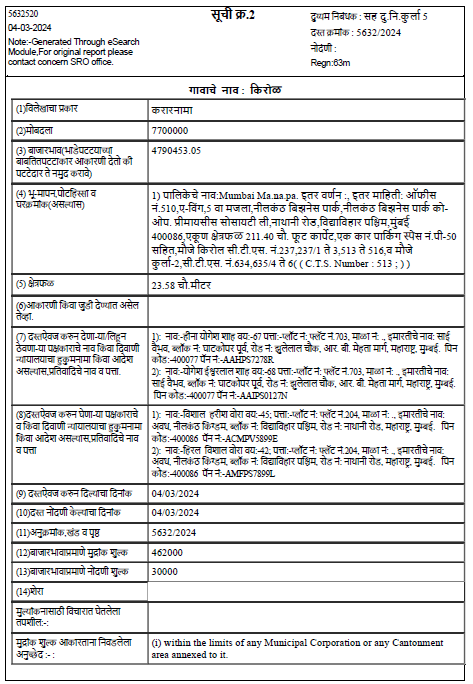 5632520
सूची क्र.2
दुय्यम निबंधक : सह दु.नि.कुर्ला 5
04-03-2024
दस्त क्रमांक : 5632/2024
Note:-Generated Through eSearch
Module,For original report please
contact concern SRO office.
नोदंणी :
Regn:63m
गावाचे नाव : किरोळ
(1)विलेखाचा प्रकार
करारनामा
(2)मोबदला
7700000
(3) बाजारभाव(भाडेपटटयाच्या
बाबतितपटटाकार आकारणी देतो की
पटटेदार ते नमुद करावे)
4790453.05
(4) भू-मापन,पोटहिस्सा व
घरक्रमांक(असल्यास)
1) पालिकेचे नाव:Mumbai Ma.na.pa. इतर वर्णन :, इतर माहिती: ऑफीस
नं.510,ए-विंग,5 वा मजला,नीलकंठ बिझनेस पार्क,नीलकंठ बिझनेस पार्क को-
ओप. प्रीमायसीस सोसायटी ली,नाथानी रोड,विद्याविहार पश्चिम,मुंबई
400086,एकूण क्षेत्रफळ 211.40 चौ. फूट कार्पेट,एक कार पार्किंग स्पेस नं.पी-50
सहित,मौजे किरोल सी.टी.एस. नं.237,237/1 ते 3,513 ते 516,व मौजे
कुर्ला-2,सी.टी.एस. नं.634,635/4 ते 6( ( C.T.S. Number : 513 ; ) )
(5) क्षेत्रफळ
23.58 चौ.मीटर
(6)आकारणी किंवा जुडी देण्यात असेल
तेव्हा.
(7) दस्तऐवज करुन देणा-या/लिहून
ठेवणा-या पक्षकाराचे नाव किंवा दिवाणी
न्यायालयाचा हुकुमनामा किंवा आदेश
असल्यास,प्रतिवादिचे नाव व पत्ता.
1): नाव:-हीना योगेश शाह वय:-67 पत्ता:-प्लॉट नं: फ्लॅट नं.703, माळा नं: ., इमारतीचे नाव: साई
वैभव, ब्लॉक नं: घाटकोपर पूर्व, रोड नं: झुलेलाल चौक, आर. बी. मेहता मार्ग, महाराष्ट्र, मुम्बई. पिन
कोड:-400077 पॅन नं:-AAHPS7278R
2): नाव:-योगेश ईश्वरलाल शाह वय:-68 पत्ता:-प्लॉट नं: फ्लॅट नं.703, माळा नं: ., इमारतीचे नाव:
साई वैभव, ब्लॉक नं: घाटकोपर पूर्व, रोड नं: झुलेलाल चौक, आर. बी. मेहता मार्ग, महाराष्ट्र, मुम्बई. पिन
कोड:-400077 पॅन नं:-AAIPS0127N
(8)दस्तऐवज करुन घेणा-या पक्षकाराचे
व किंवा दिवाणी न्यायालयाचा हुकुमनामा
किंवा आदेश असल्यास,प्रतिवादिचे नाव
व पत्ता
1): नाव:-विशाल हरीश वोरा वय:-45; पत्ता:-प्लॉट नं: फ्लॅट नं.204, माळा नं: ., इमारतीचे नाव:
अवध, नीलकंठ किंग्डम, ब्लॉक नं: विद्याविहार पश्चिम, रोड नं: नाथानी रोड, महाराष्ट्र, मुम्बई. पिन
कोड:-400086 पॅन नं:-ACMPV5899E
2): नाव:-हिरल विशाल वोरा वय:-42; पत्ता:-प्लॉट नं: फ्लॅट नं.204, माळा नं: ., इमारतीचे नाव:
अवध, नीलकंठ किंग्डम, ब्लॉक नं: विद्याविहार पश्चिम, रोड नं: नाथानी रोड, महाराष्ट्र, मुम्बई. पिन
कोड:-400086 पॅन नं:-AMFPS7899L
(9) दस्तऐवज करुन दिल्याचा दिनांक
04/03/2024
(10)दस्त नोंदणी केल्याचा दिनांक
04/03/2024
(11)अनुक्रमांक,खंड व पृष्ठ
5632/2024
(12)बाजारभावाप्रमाणे मुद्रांक शुल्क
462000
(13)बाजारभावाप्रमाणे नोंदणी शुल्क
30000
(14)शेरा
मुल्यांकनासाठी विचारात घेतलेला
तपशील:-:
मुद्रांक शुल्क आकारताना निवडलेला
अनुच्छेद :- :
(i) within the limits of any Municipal Corporation or any Cantonment
area annexed to it.